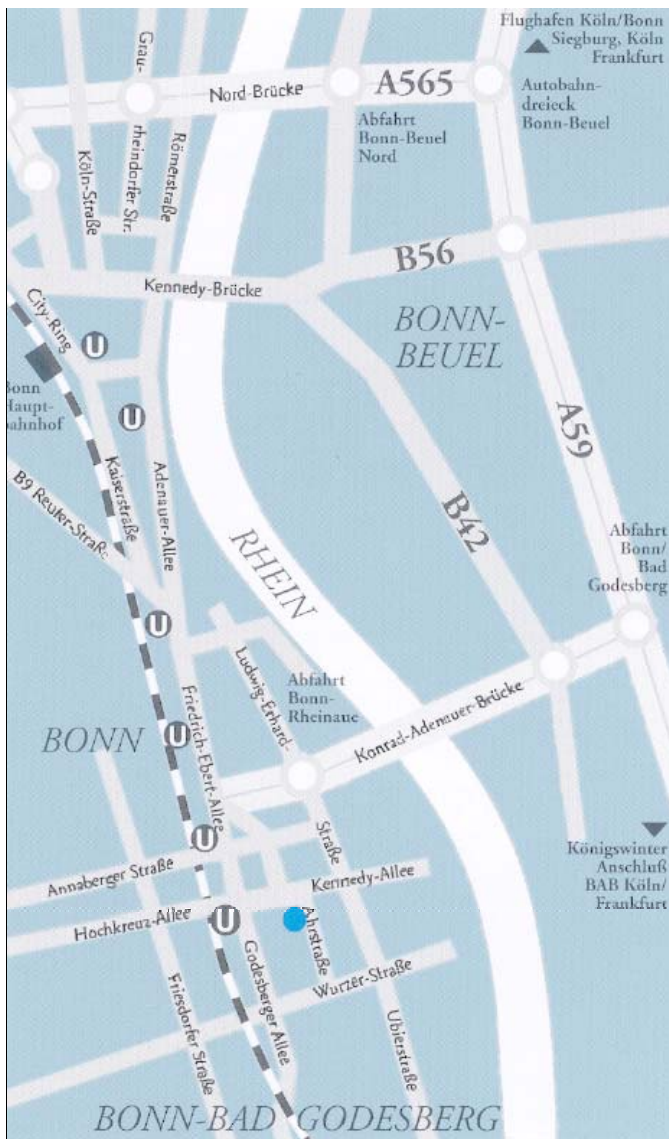 Flughafen Köln/Bonn
Siegburg, Köln
Frankfurt
Grau-
rheindorfer Str.
Nord-Brücke
A565
Autobahn-
dreieck
Bonn-Beuel
Abfahrt
Bonn-Beuel
Nord
Köln-Straße
Römerstraße
B56
Kennedy-Brücke
City-Ring
U
BONN-
BEUEL
Bonn
Haupt-
bahnhof
U
A59
Kaiserstraße
Adenauer-Allee
B9 Reuter-Straße
B42
RHEIN
Abfahrt
Bonn/
Bad
Godesberg
U
Ludwig-Erhard-
Straße
Abfahrt
Bonn-
Rheinaue
Konrad-Adenauer-Brücke
BONN
U
Friedrich-Ebert-Allee
U
Königswinter
Anschluß
BAB Köln/
Frankfurt
Annaberger Straße
Kennedy-Allee
Hochkreuz-Allee
U
Ahrstraße
Godesberger Allee
Wurzer-Straße
Friesdorfer Straße
Ubierstraße
BONN-BAD GODESBERG